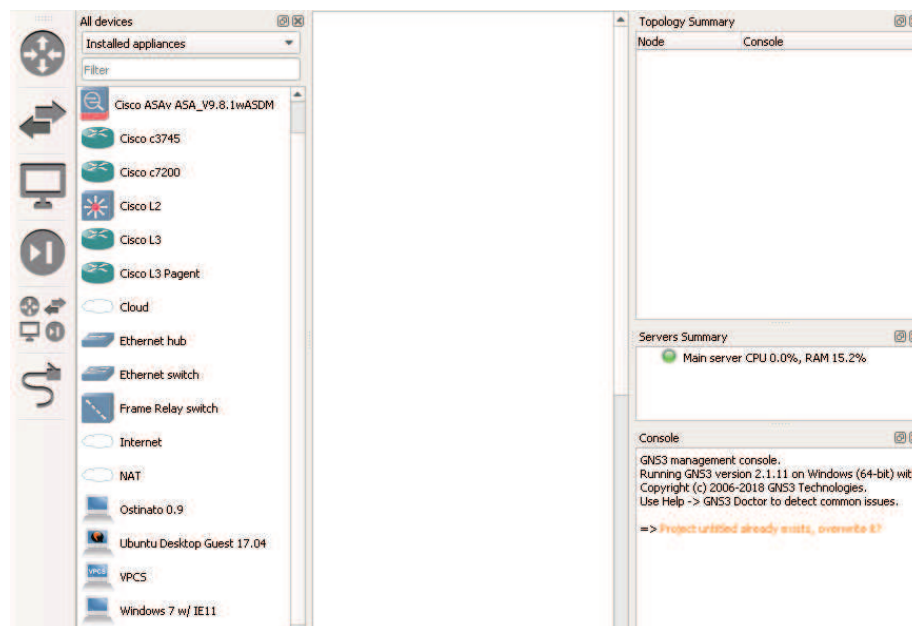 All devices
Installed appliances
Filter
Cisco ASAv ASA_V9.8.1wASDM
Cisco c3745
Cisco c7200
Cisco L2
Cisco L3
Cisco L3 Pagent
Cloud
Ethernet hub
Ethernet switch
Frame Relay switch
Internet
NAT
Ostinato 0.9
Ubuntu Desktop Guest 17.04
VPCS
VPCS
Windows 7 w/ IE11
Topology Summary
Node Console
Servers Summary
Main server CPU 0.0%, RAM 15.2%
Console
GNS3 management console.
Running GNS3 version 2.1.11 on Windows (64-bit) wit
Copyright (c) 2006-2018 GNS3 Technologies.
Use Help -> GNS3 Doctor to detect common issues.
=> Project untitled already exists, overwrite it?